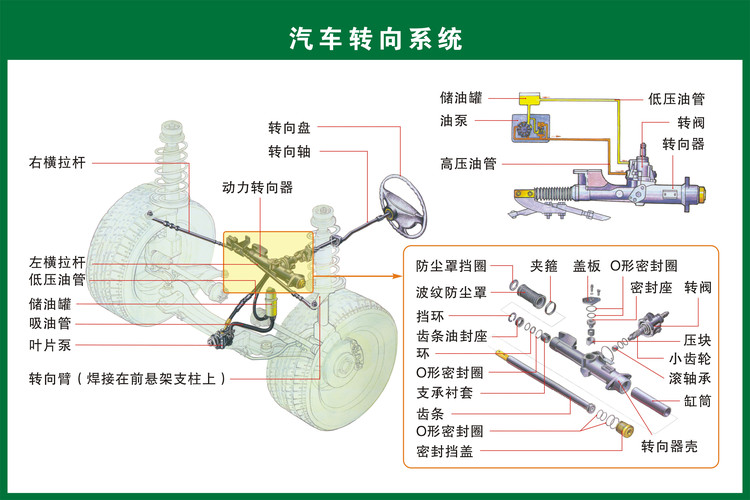 汽车转向系统
转向盘
转向轴
右横拉杆
动力转向器
左横拉杆
低压油管
储油罐
吸油管
叶片泵
转向臂（焊接在前悬架支柱上）
储油罐
低压油管
油泵
转阀
转向器
高压油管
防尘罩挡圈
夹箍
盖板
O形密封圈
波纹防尘罩
密封座
转阀
挡环
齿条油封座
压块
环
小齿轮
O形密封圈
滚轴承
支承衬套
缸筒
齿条
O形密封圈
转向器壳
密封挡盖